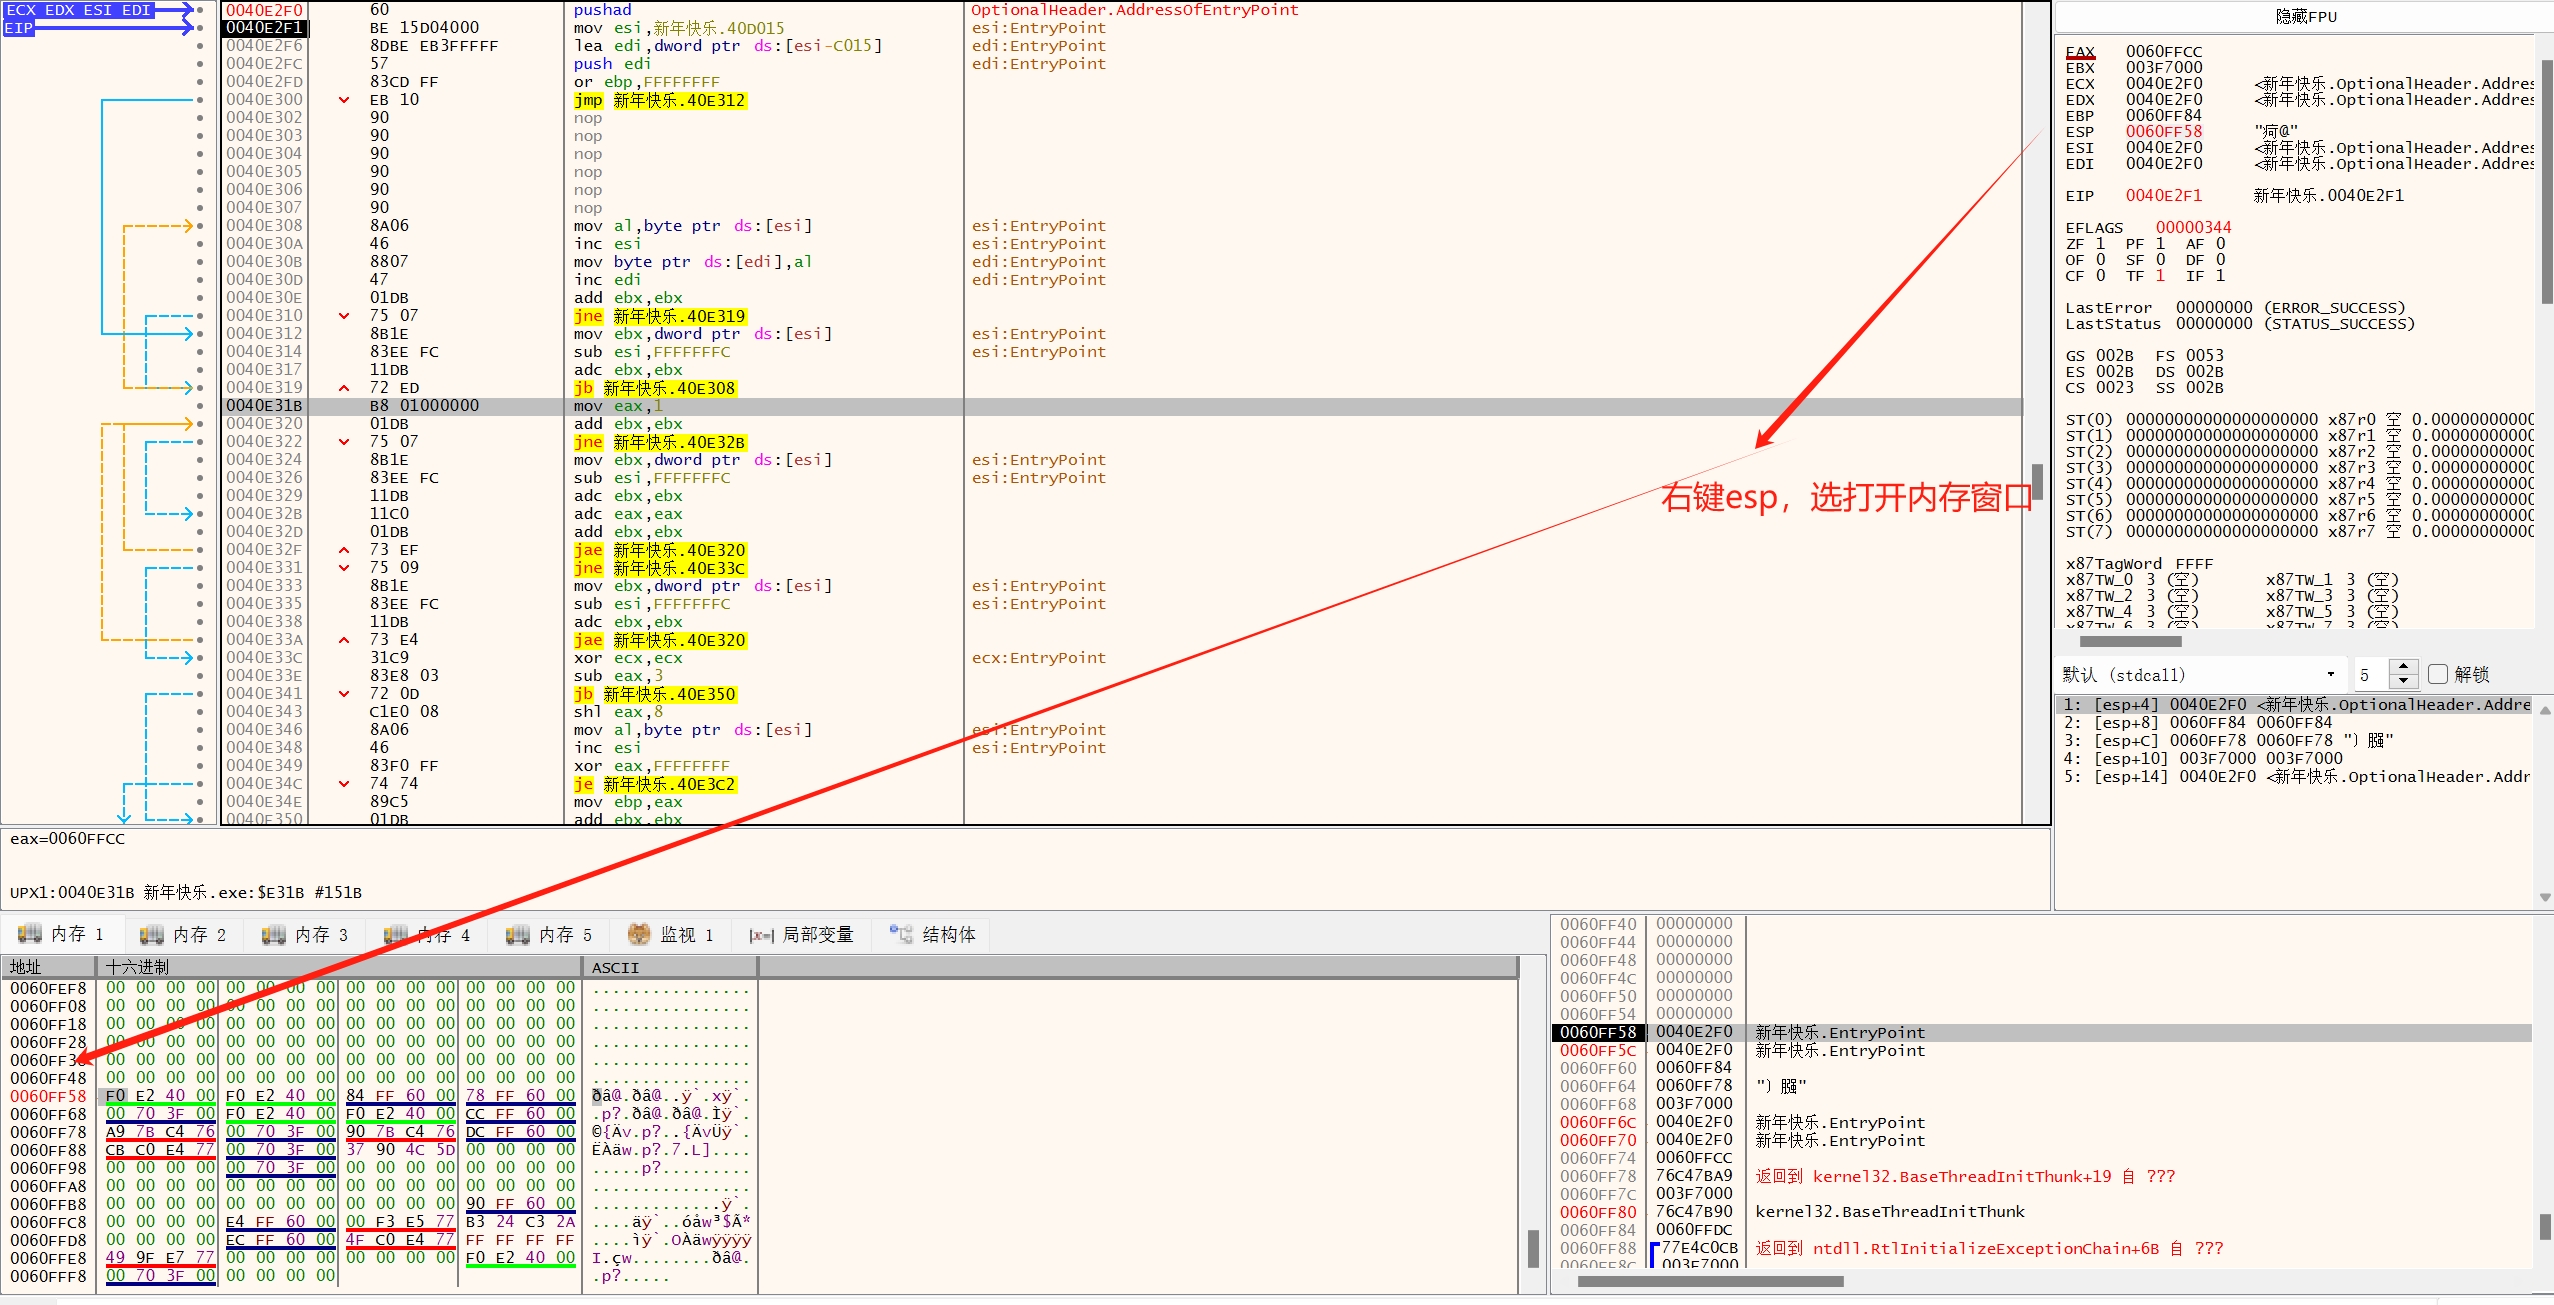 ECX EDX ESI EDI
EIP
0040E2F0 60 pushad OptionalHeader.AddressOfEntryPoint
0040E2F1 BE 15D04000 mov esi,新年快乐.40D015 esi:EntryPoint
0040E2F6 8DBE EB3FFFFF lea edi,dword ptr ds:[esi-C015] edi:EntryPoint
0040E2FC 57 push edi edi:EntryPoint
0040E2FD 83CD FF or ebp,FFFFFFFF
0040E300 EB 10 jmp 新年快乐.40E312
0040E302 90 nop
0040E303 90 nop
0040E304 90 nop
0040E305 90 nop
0040E306 90 nop
0040E307 90 nop
0040E308 8A06 mov al,byte ptr ds:[esi] esi:EntryPoint
0040E30A 46 inc esi esi:EntryPoint
0040E30B 8807 mov byte ptr ds:[edi],al edi:EntryPoint
0040E30D 47 inc edi edi:EntryPoint
0040E30E 01DB add ebx,ebx
0040E310 75 07 jne 新年快乐.40E319
0040E312 8B1E mov ebx,dword ptr ds:[esi] esi:EntryPoint
0040E314 83EE FC sub esi,FFFFFFFC esi:EntryPoint
0040E317 11DB adc ebx,ebx
0040E319 72 ED jb 新年快乐.40E308
0040E31B B8 01000000 mov eax,1
0040E320 01DB add ebx,ebx
0040E322 75 07 jne 新年快乐.40E32B
0040E324 8B1E mov ebx,dword ptr ds:[esi] esi:EntryPoint
0040E326 83EE FC sub esi,FFFFFFFC esi:EntryPoint
0040E329 11DB adc ebx,ebx
0040E32B 11C0 adc eax,eax
0040E32D 01DB add ebx,ebx
0040E32F 73 EF jae 新年快乐.40E320
0040E331 75 09 jne 新年快乐.40E33C
0040E333 8B1E mov ebx,dword ptr ds:[esi] esi:EntryPoint
0040E335 83EE FC sub esi,FFFFFFFC esi:EntryPoint
0040E338 11DB adc ebx,ebx
0040E33A 73 E4 jae 新年快乐.40E320
0040E33C 31C9 xor ecx,ecx ecx:EntryPoint
0040E33E 83E8 03 sub eax,3
0040E341 72 0D jb 新年快乐.40E350
0040E343 C1E0 08 shl eax,8
0040E346 8A06 mov al,byte ptr ds:[esi] esi:EntryPoint
0040E348 46 inc esi esi:EntryPoint
0040E349 83F0 FF xor eax,FFFFFFFF
0040E34C 74 74 je 新年快乐.40E3C2
0040E34E 89C5 mov ebp,eax
0040E350 01DB add ebx,ebx
右键esp，选打开内存窗口
隐藏FPU
EAX 0060FFCC
EBX 003F7000
ECX 0040E2F0 <新年快乐.OptionalHeader.Addres
EDX 0040E2F0 <新年快乐.OptionalHeader.Addres
EBP 0060FF84
ESP 0060FF58 "疴@"
ESI 0040E2F0 <新年快乐.OptionalHeader.Addres
EDI 0040E2F0 <新年快乐.OptionalHeader.Addres
EIP 0040E2F1 新年快乐.0040E2F1
EFLAGS 00000344
ZF 1 PF 1 AF 0
OF 0 SF 0 DF 0
CF 0 TF 1 IF 1
LastError 00000000 (ERROR_SUCCESS)
LastStatus 00000000 (STATUS_SUCCESS)
GS 002B FS 0053
ES 002B DS 002B
CS 0023 SS 002B
ST(0) 00000000000000000000 x87r0 空 0.00000000000
ST(1) 00000000000000000000 x87r1 空 0.00000000000
ST(2) 00000000000000000000 x87r2 空 0.00000000000
ST(3) 00000000000000000000 x87r3 空 0.00000000000
ST(4) 00000000000000000000 x87r4 空 0.00000000000
ST(5) 00000000000000000000 x87r5 空 0.00000000000
ST(6) 00000000000000000000 x87r6 空 0.00000000000
ST(7) 00000000000000000000 x87r7 空 0.00000000000
x87TagWord FFFF
x87TW_0 3 (空) x87TW_1 3 (空)
x87TW_2 3 (空) x87TW_3 3 (空)
x87TW_4 3 (空) x87TW_5 3 (空)
x87TW_6 3 (空) x87TW_7 3 (空)
默认 (stdcall) 5 解锁
1: [esp+4] 0040E2F0 <新年快乐.OptionalHeader.Addre
2: [esp+8] 0060FF84 0060FF84
3: [esp+C] 0060FF78 0060FF78
4: [esp+10] 003F7000 003F7000
5: [esp+14] 0040E2F0 <新年快乐.OptionalHeader.Addr
eax=0060FFCC
UPX1:0040E31B 新年快乐.exe:$E31B #151B
内存 1 内存 2 内存 3 内存 4 内存 5 监视 1 局部变量 结构体
地址 十六进制 ASCII
0060FEF8 00 00 00 00 00 00 00 00 00 00 00 00 00 00 00 00 ................
0060FF08 00 00 00 00 00 00 00 00 00 00 00 00 00 00 00 00 ................
0060FF18 00 00 00 00 00 00 00 00 00 00 00 00 00 00 00 00 ................
0060FF28 00 00 00 00 00 00 00 00 00 00 00 00 00 00 00 00 ................
0060FF38 00 00 00 00 00 00 00 00 00 00 00 00 00 00 00 00 ................
0060FF48 00 00 00 00 00 00 00 00 00 00 00 00 00 00 00 00 ................
0060FF58 F0 E2 40 00 F0 E2 40 00 84 FF 60 00 78 FF 60 00 ðâ@.ðâ@..ÿ`.xÿ`.
0060FF68 00 70 3F 00 F0 E2 40 00 F0 E2 40 00 CC FF 60 00 .p?.ðâ@.ðâ@.Ìÿ`.
0060FF78 A9 7B C4 76 00 70 3F 00 90 7B C4 76 DC FF 60 00 ©{Äv.p?..{ÄvÜÿ`.
0060FF88 CB C0 E4 77 00 70 3F 00 37 90 4C 5D 00 00 00 00 ËÀäw.p?.7.L]....
0060FF98 00 00 00 00 00 70 3F 00 00 00 00 00 00 00 00 00 .....p?.........
0060FFA8 00 00 00 00 00 00 00 00 00 00 00 00 00 00 00 00 ................
0060FFB8 00 00 00 00 00 00 00 00 00 00 00 00 90 FF 60 00 .............ÿ`.
0060FFC8 00 00 00 00 E4 FF 60 00 00 F3 E5 77 B3 24 C3 2A ....äÿ`..óåw³$Ã*
0060FFD8 00 00 00 00 EC FF 60 00 4F C0 E4 77 FF FF FF FF ....ìÿ`.OÀäwÿÿÿÿ
0060FFE8 49 9F E7 77 00 00 00 00 00 00 00 00 F0 E2 40 00 I.çw........ðâ@.
0060FFF8 00 70 3F 00 00 00 00 00 .p?.....
0060FF40 00000000
0060FF44 00000000
0060FF48 00000000
0060FF4C 00000000
0060FF50 00000000
0060FF54 00000000
0060FF58 0040E2F0 新年快乐.EntryPoint
0060FF5C 0040E2F0 新年快乐.EntryPoint
0060FF60 0060FF84
0060FF64 0060FF78
0060FF68 003F7000
0060FF6C 0040E2F0 新年快乐.EntryPoint
0060FF70 0040E2F0 新年快乐.EntryPoint
0060FF74 0060FFCC
0060FF78 76C47BA9 返回到 kernel32.BaseThreadInitThunk+19 自 ???
0060FF7C 003F7000
0060FF80 76C47B90 kernel32.BaseThreadInitThunk
0060FF84 0060FFDC
0060FF88 77E4C0CB 返回到 ntdll.RtlInitializeExceptionChain+6B 自 ???
0060FF8C 003F7000